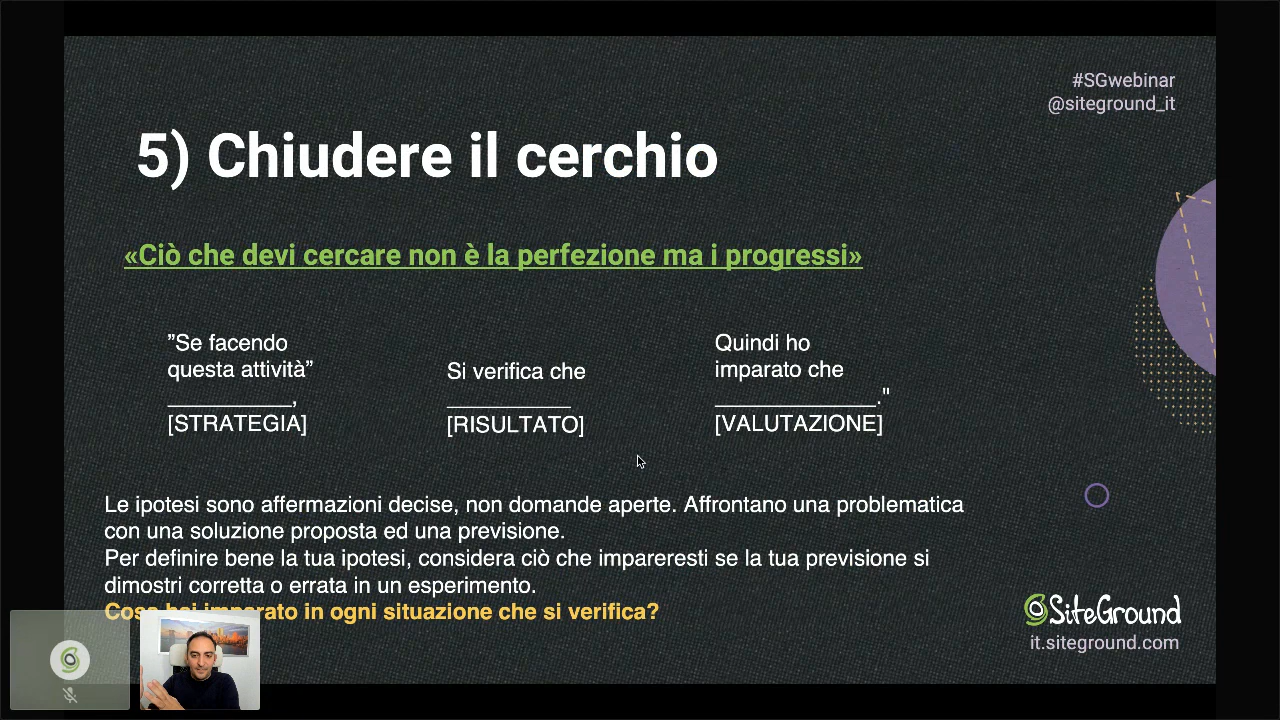 #SGwebinar
@siteground_it
5) Chiudere il cerchio
«Ciò che devi cercare non è la perfezione ma i progressi»
”Se facendo
questa attività”
__________,
[STRATEGIA]
Si verifica che
__________
[RISULTATO]
Quindi ho
imparato che
_____________."
[VALUTAZIONE]
Le ipotesi sono affermazioni decise, non domande aperte. Affrontano una problematica
con una soluzione proposta ed una previsione.
Per definire bene la tua ipotesi, considera ciò che impareresti se la tua previsione si
dimostri corretta o errata in un esperimento.
in ogni situazione che si verifica?
SiteGround
it.siteground.com